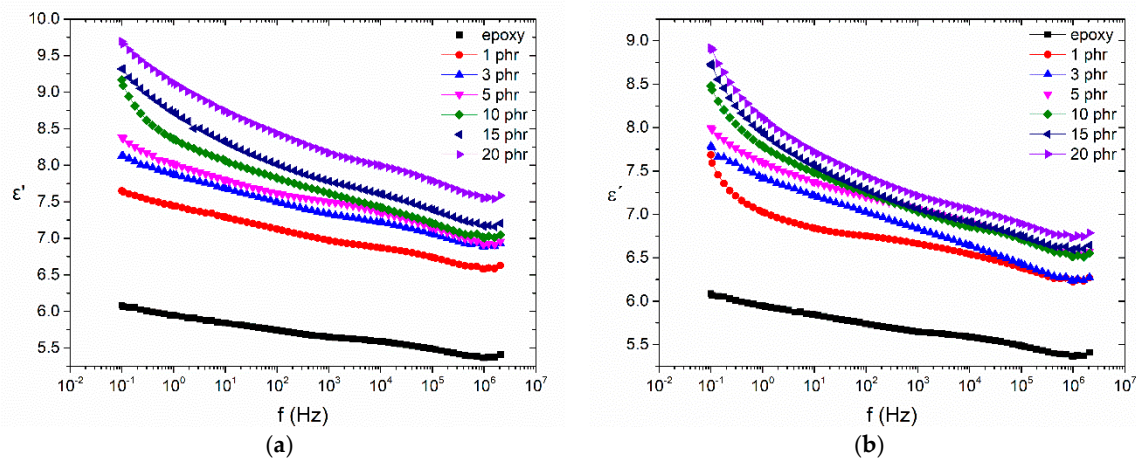 10.0
9.5
9.0
8.5
8.0
7.5
7.0
6.5
6.0
5.5
ε'
epoxy
1 phr
3 phr
5 phr
10 phr
15 phr
20 phr
10⁻² 10⁻¹ 10⁰ 10¹ 10² 10³ 10⁴ 10⁵ 10⁶ 10⁷
f (Hz)
(a)
9.0
8.5
8.0
7.5
7.0
6.5
6.0
5.5
ε´
epoxy
1 phr
3 phr
5 phr
10 phr
15 phr
20 phr
10⁻² 10⁻¹ 10⁰ 10¹ 10² 10³ 10⁴ 10⁵ 10⁶ 10⁷
f (Hz)
(b)